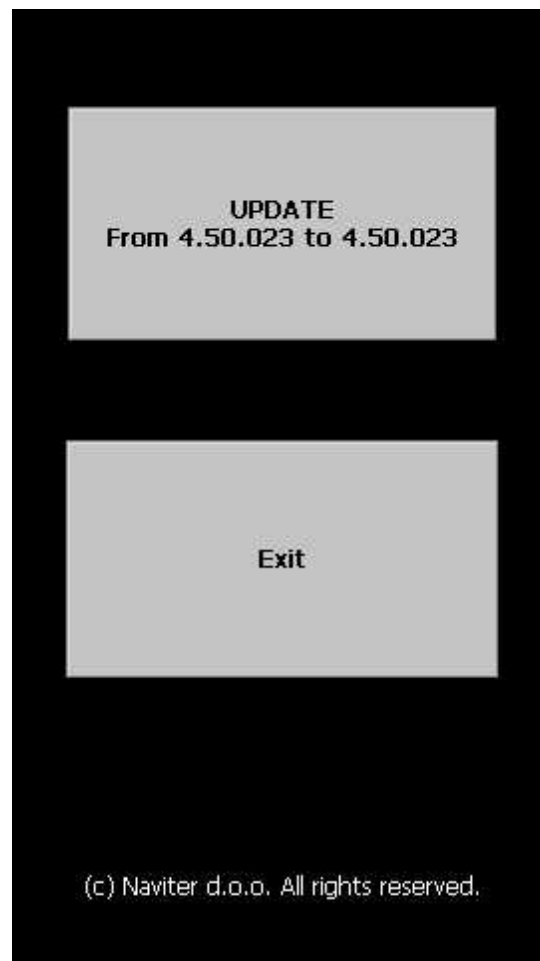 UPDATE
From 4.50.023 to 4.50.023
Exit
(c) Naviter d.o.o. All rights reserved.